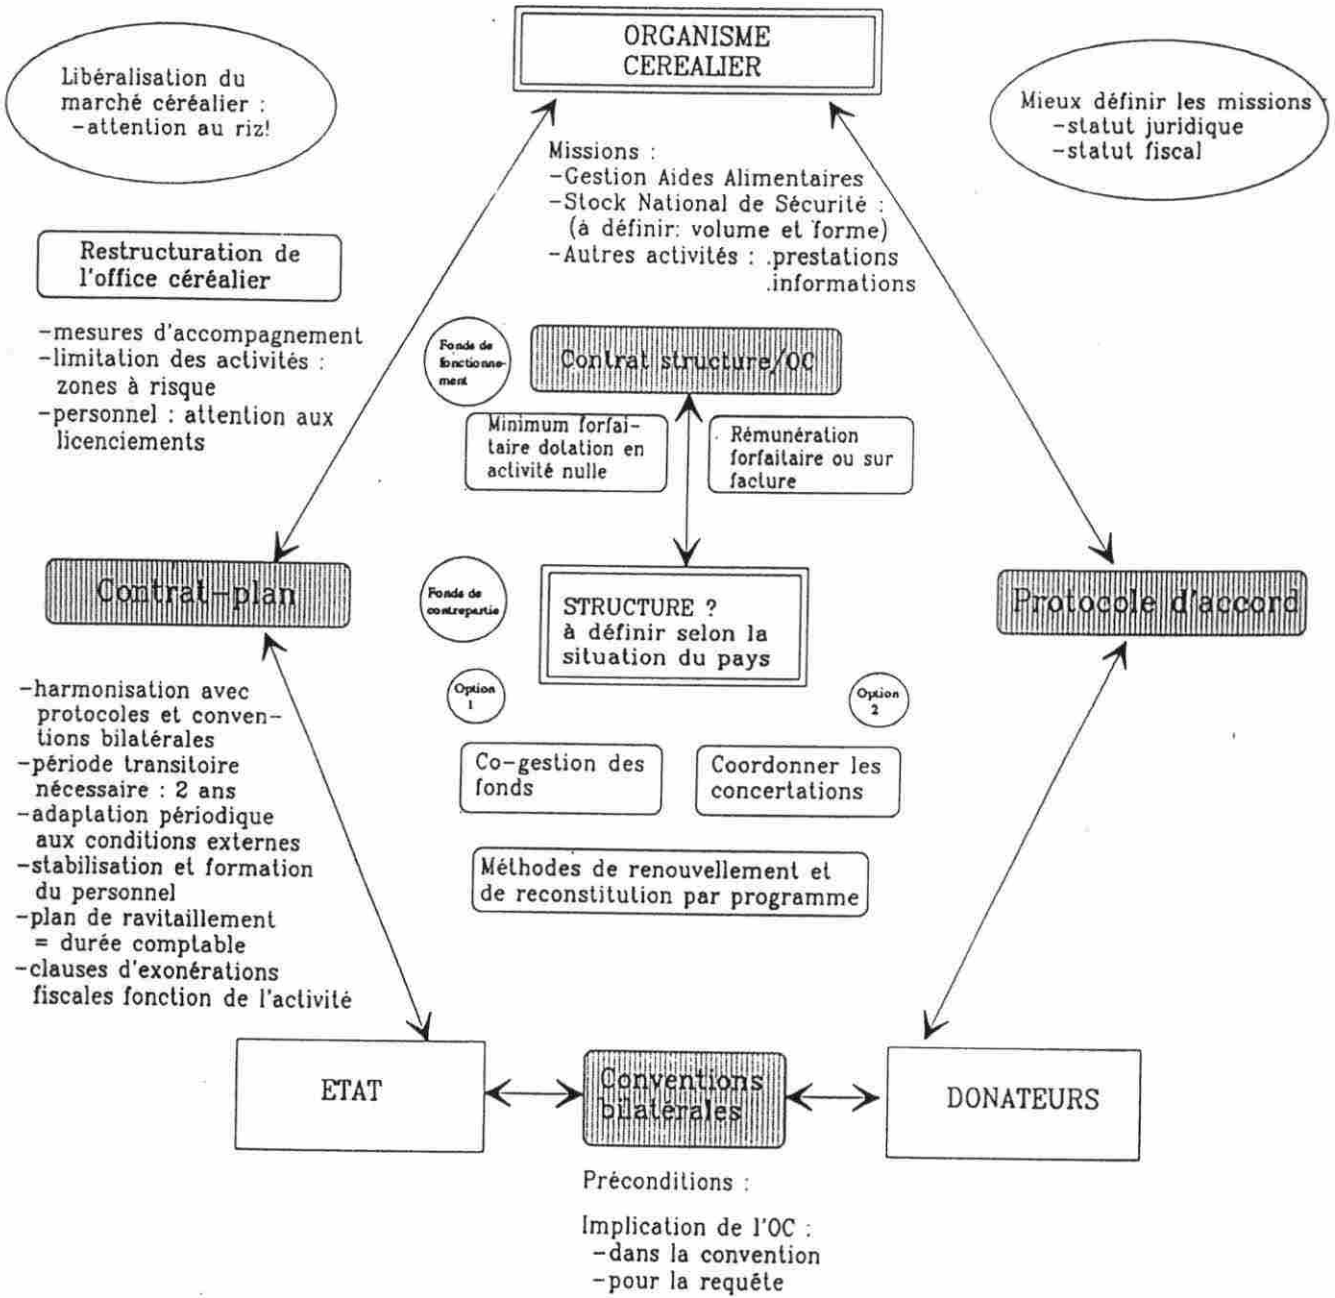 ORGANISME
CEREALIER
Libéralisation du
marché céréalier :
-attention au riz!
Mieux définir les missions
-statut juridique
-statut fiscal
Missions :
-Gestion Aides Alimentaires
-Stock National de Sécurité :
(à définir: volume et forme)
-Autres activités : .prestations
.informations
Restructuration de
l'office céréalier
-mesures d'accompagnement
-limitation des activités :
zones à risque
-personnel : attention aux
licenciements
Fonds de
fonctionne-
ment
Contrat structure/OC
Minimum forfai-
taire dotation en
activité nulle
Rémunération
forfaitaire ou sur
facture
Contrat-plan
Fonds de
contrepartie
STRUCTURE ?
à définir selon la
situation du pays
Protocole d'accord
Option
1
Option
2
-harmonisation avec
protocoles et conven-
tions bilatérales
-période transitoire
nécessaire : 2 ans
-adaptation périodique
aux conditions externes
-stabilisation et formation
du personnel
-plan de ravitaillement
= durée comptable
-clauses d'exonérations
fiscales fonction de l'activité
Co-gestion des
fonds
Coordonner les
concertations
Méthodes de renouvellement et
de reconstitution par programme
ETAT
Conventions
bilatérales
DONATEURS
Préconditions :
Implication de l'OC :
-dans la convention
-pour la requête